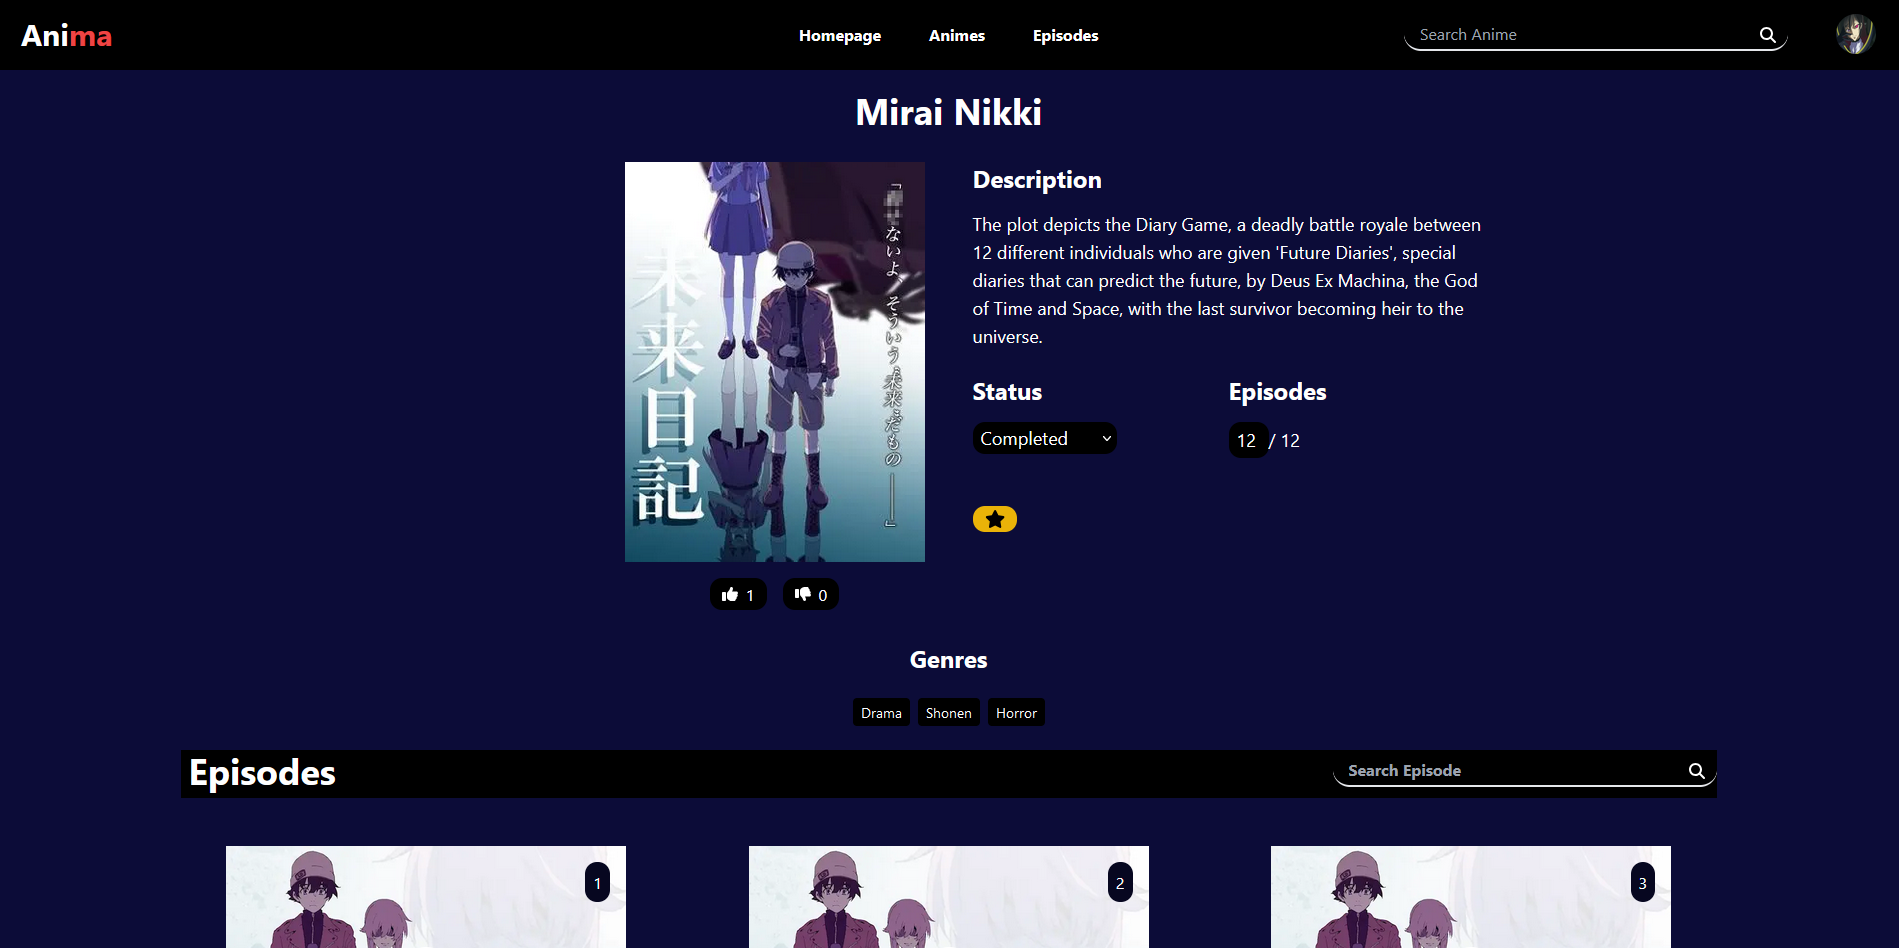 Anima
Homepage
Animes
Episodes
Search Anime
Mirai Nikki
未来日記
ないよ、そういう未来だもの――』
Description
The plot depicts the Diary Game, a deadly battle royale between
12 different individuals who are given 'Future Diaries', special
diaries that can predict the future, by Deus Ex Machina, the God
of Time and Space, with the last survivor becoming heir to the
universe.
Status
Episodes
Completed
12 / 12
1
0
Genres
Drama
Shonen
Horror
Episodes
Search Episode
1
2
3